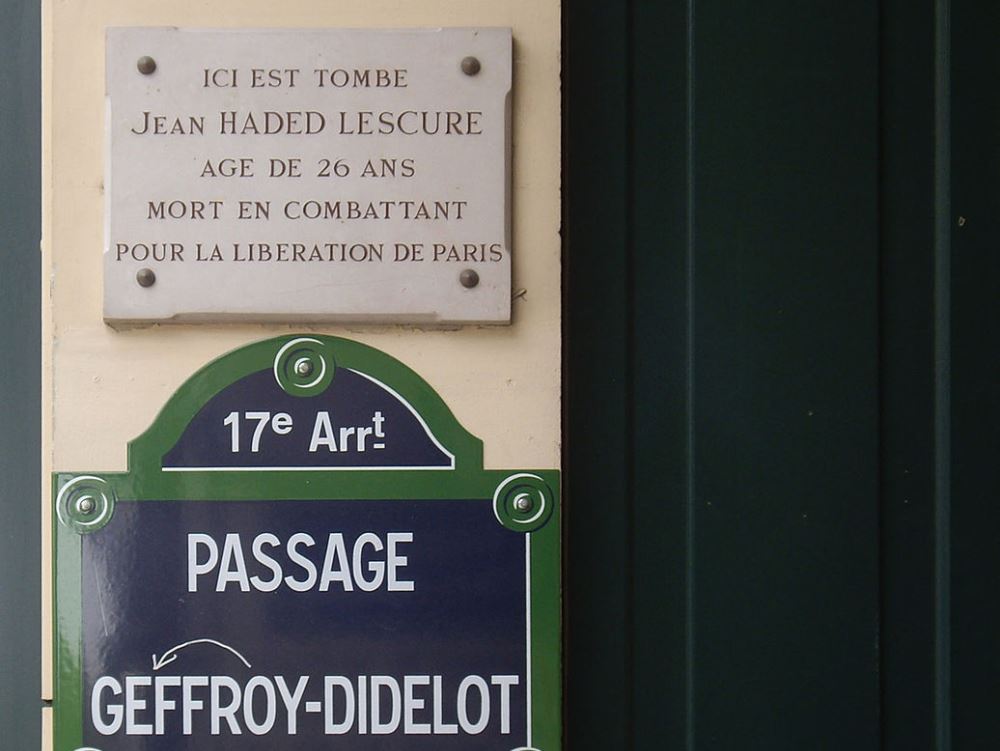 ICI EST TOMBE
JEAN HADED LESCURE
AGE DE 26 ANS
MORT EN COMBATTANT
POUR LA LIBERATION DE PARIS
17e Arrt
PASSAGE
GEFFROY-DIDELOT